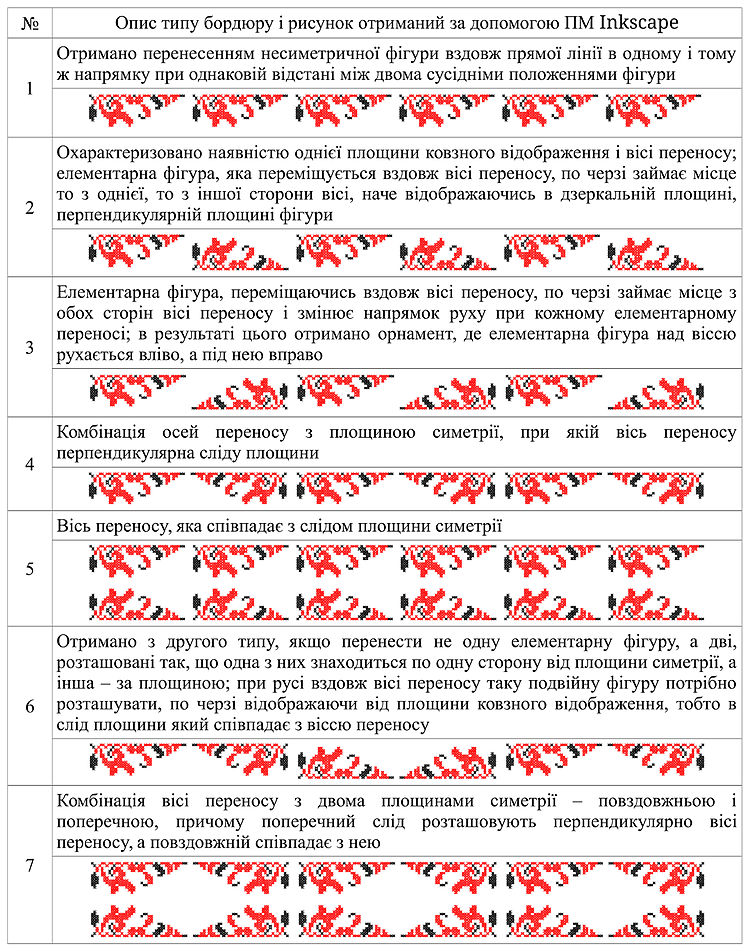 № Опис типу бордюру і рисунок отриманий за допомогою ПМ Inkscape
1
Отримано перенесенням несиметричної фігури вздовж прямої лінії в одному і тому
ж напрямку при однаковій відстані між двома сусідніми положеннями фігури
2
Охарактеризовано наявністю однієї площини ковзного відображення і вісі переносу;
елементарна фігура, яка переміщується вздовж вісі переносу, по черзі займає місце
то з однієї, то з іншої сторони вісі, наче відображаючись в дзеркальній площині,
перпендикулярній площині фігури
3
Елементарна фігура, переміщаючись вздовж вісі переносу, по черзі займає місце з
обох сторін вісі переносу і змінює напрямок руху при кожному елементарному
переносі; в результаті цього отримано орнамент, де елементарна фігура над віссю
рухається вліво, а під нею вправо
4
Комбінація осей переносу з площиною симетрії, при якій вісь переносу
перпендикулярна сліду площини
5
Вісь переносу, яка співпадає з слідом площини симетрії
6
Отримано з другого типу, якщо перенести не одну елементарну фігуру, а дві,
розташовані так, що одна з них знаходиться по одну сторону від площини симетрії, а
інша – за площиною; при русі вздовж вісі переносу таку подвійну фігуру потрібно
розташувати, по черзі відображаючи від площини ковзного відображення, тобто в
слід площини який співпадає з віссю переносу
7
Комбінація вісі переносу з двома площинами симетрії – повздовжньою і
поперечною, причому поперечний слід розташовують перпендикулярно вісі
переносу, а повздовжній співпадає з нею